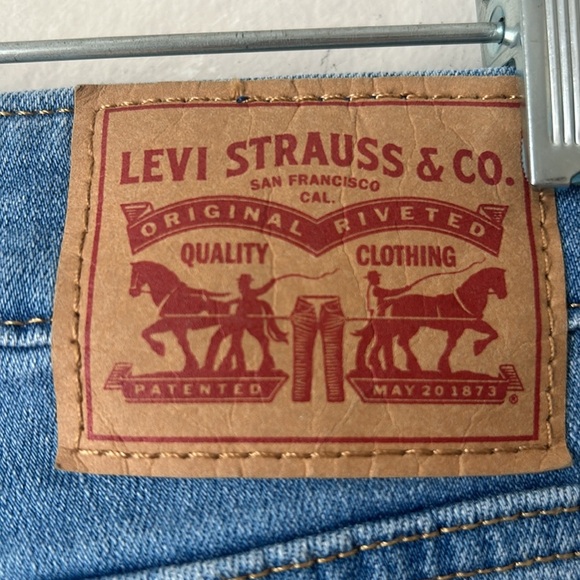 LEVI STRAUSS & CO.
SAN FRANCISCO
CAL.
ORIGINAL RIVETED
QUALITY CLOTHING
PATENTED MAY 20 1873 ®